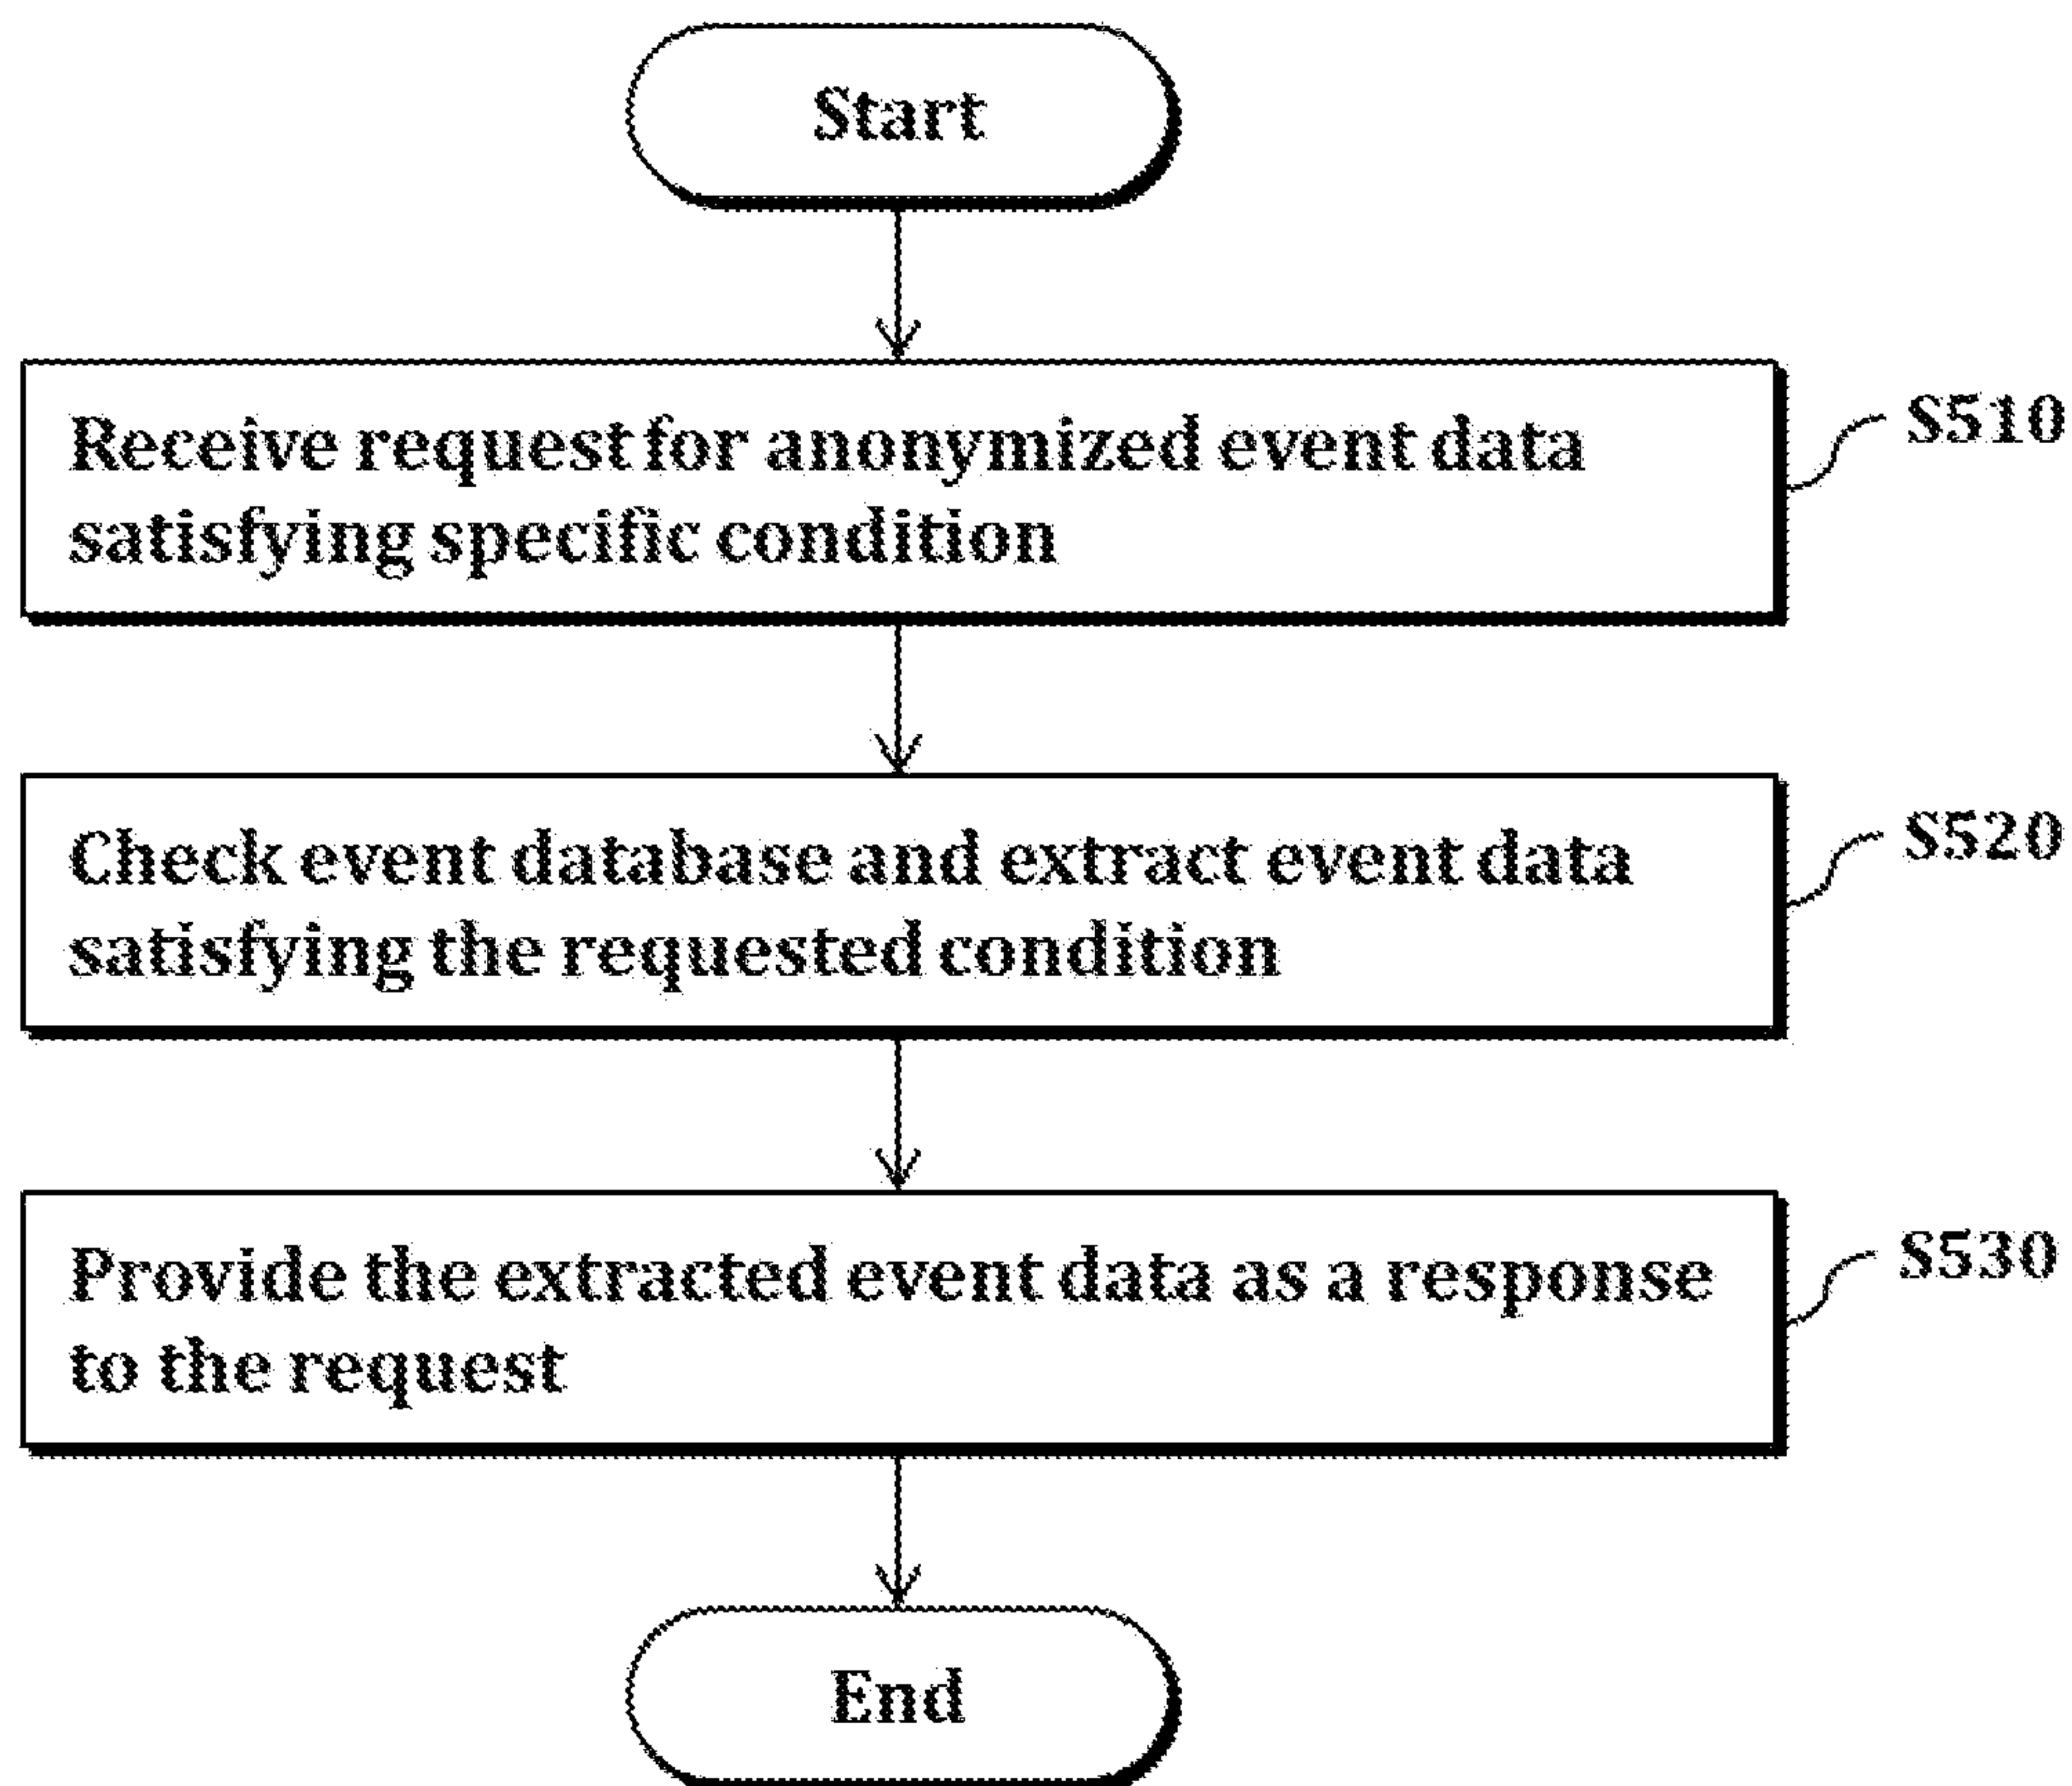 Start
Receive request for anonymized event data
satisfying specific condition
S510
Check event database and extract event data
satisfying the requested condition
S520
Provide the extracted event data as a response
to the request
S530
End